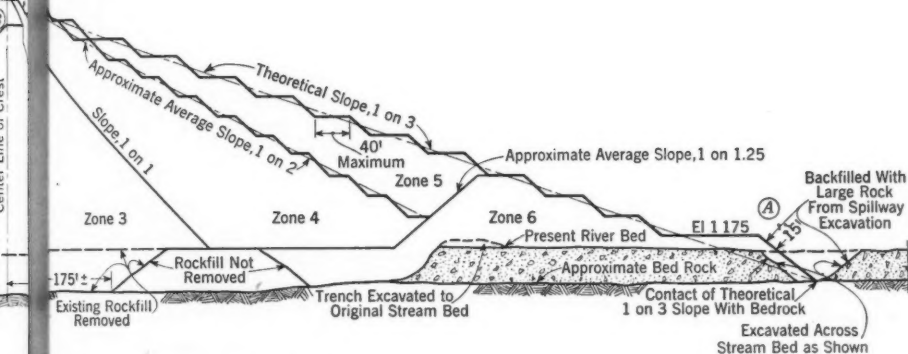 Center Line of Crest
Slope, 1 on 1
Approximate Average Slope, 1 on 2
Theoretical Slope, 1 on 3
40'
Maximum
Zone 5
Approximate Average Slope, 1 on 1.25
Zone 3
Zone 4
Zone 6
El 1 175
A
15'
Backfilled With
Large Rock
From Spillway
Excavation
Present River Bed
Rockfill Not
Removed
Approximate Bed Rock
175' ±
Existing Rockfill
Removed
Trench Excavated to
Original Stream Bed
Contact of Theoretical
1 on 3 Slope With Bedrock
Excavated Across
Stream Bed as Shown